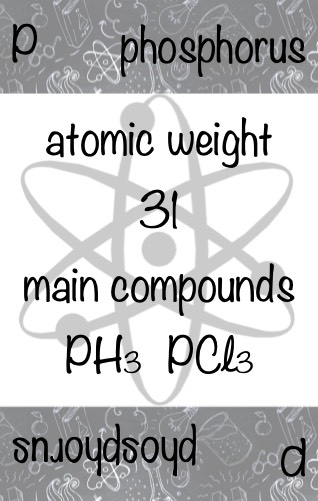 P phosphorus
atomic weight
31
main compounds
PH3 PCl3
phosphorus P